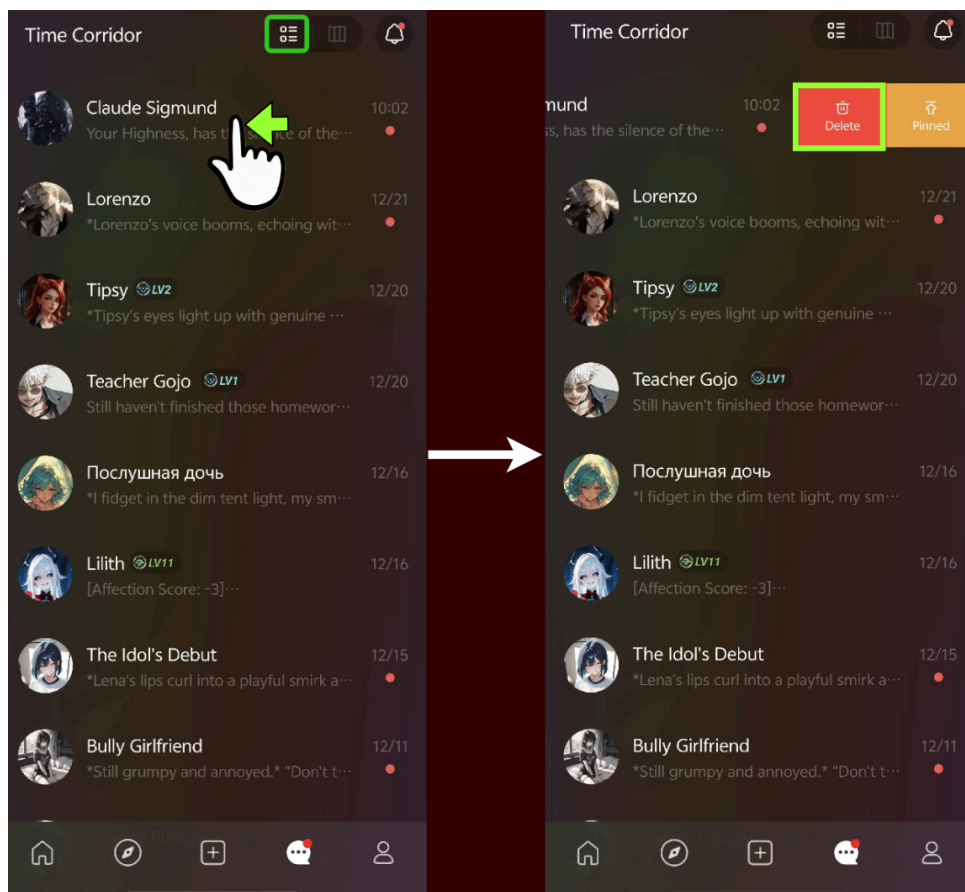 Time Corridor
Claude Sigmund
10:02
Your Highness, has th
ce of the···
Lorenzo
12/21
*Lorenzo's voice booms, echoing wit···
Tipsy LV2
12/20
*Tipsy's eyes light up with genuine ···
Teacher Gojo LV1
12/20
Still haven't finished those homewor···
Послушная дочь
12/16
*I fidget in the dim tent light, my sm···
Lilith LV11
12/16
[Affection Score: -3]···
The Idol's Debut
12/15
*Lena's lips curl into a playful smirk a···
Bully Girlfriend
12/11
*Still grumpy and annoyed.* "Don't t···
Time Corridor
mund
10:02
ss, has the silence of the···
Delete
Pinned
Lorenzo
12/21
*Lorenzo's voice booms, echoing wit···
Tipsy LV2
12/20
*Tipsy's eyes light up with genuine ···
Teacher Gojo LV1
12/20
Still haven't finished those homewor···
Послушная дочь
12/16
*I fidget in the dim tent light, my sm···
Lilith LV11
12/16
[Affection Score: -3]···
The Idol's Debut
12/15
*Lena's lips curl into a playful smirk a···
Bully Girlfriend
12/11
*Still grumpy and annoyed.* "Don't t···